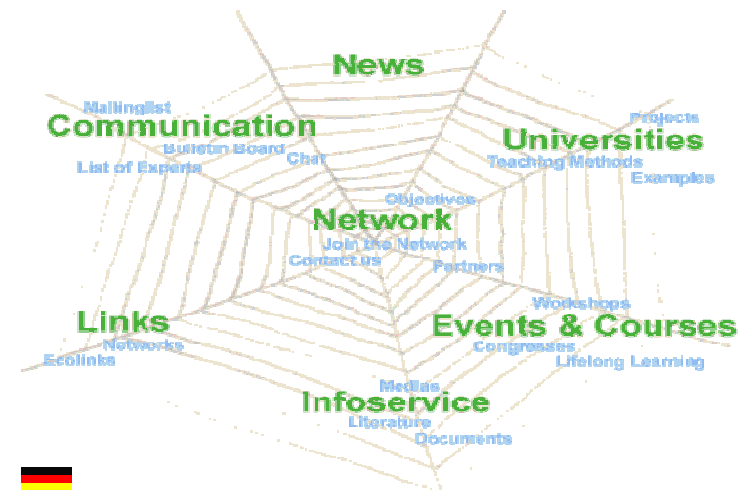 News
Mailinglist
Communication
Bulletin Board
Chat
List of Experts
Projects
Universities
Teaching Methods
Examples
Objectives
Network
Join the Network
Contact us
Partners
Links
Networks
Ecolinks
Workshops
Events & Courses
Congresses
Lifelong Learning
Medias
Infoservice
Literature
Documents